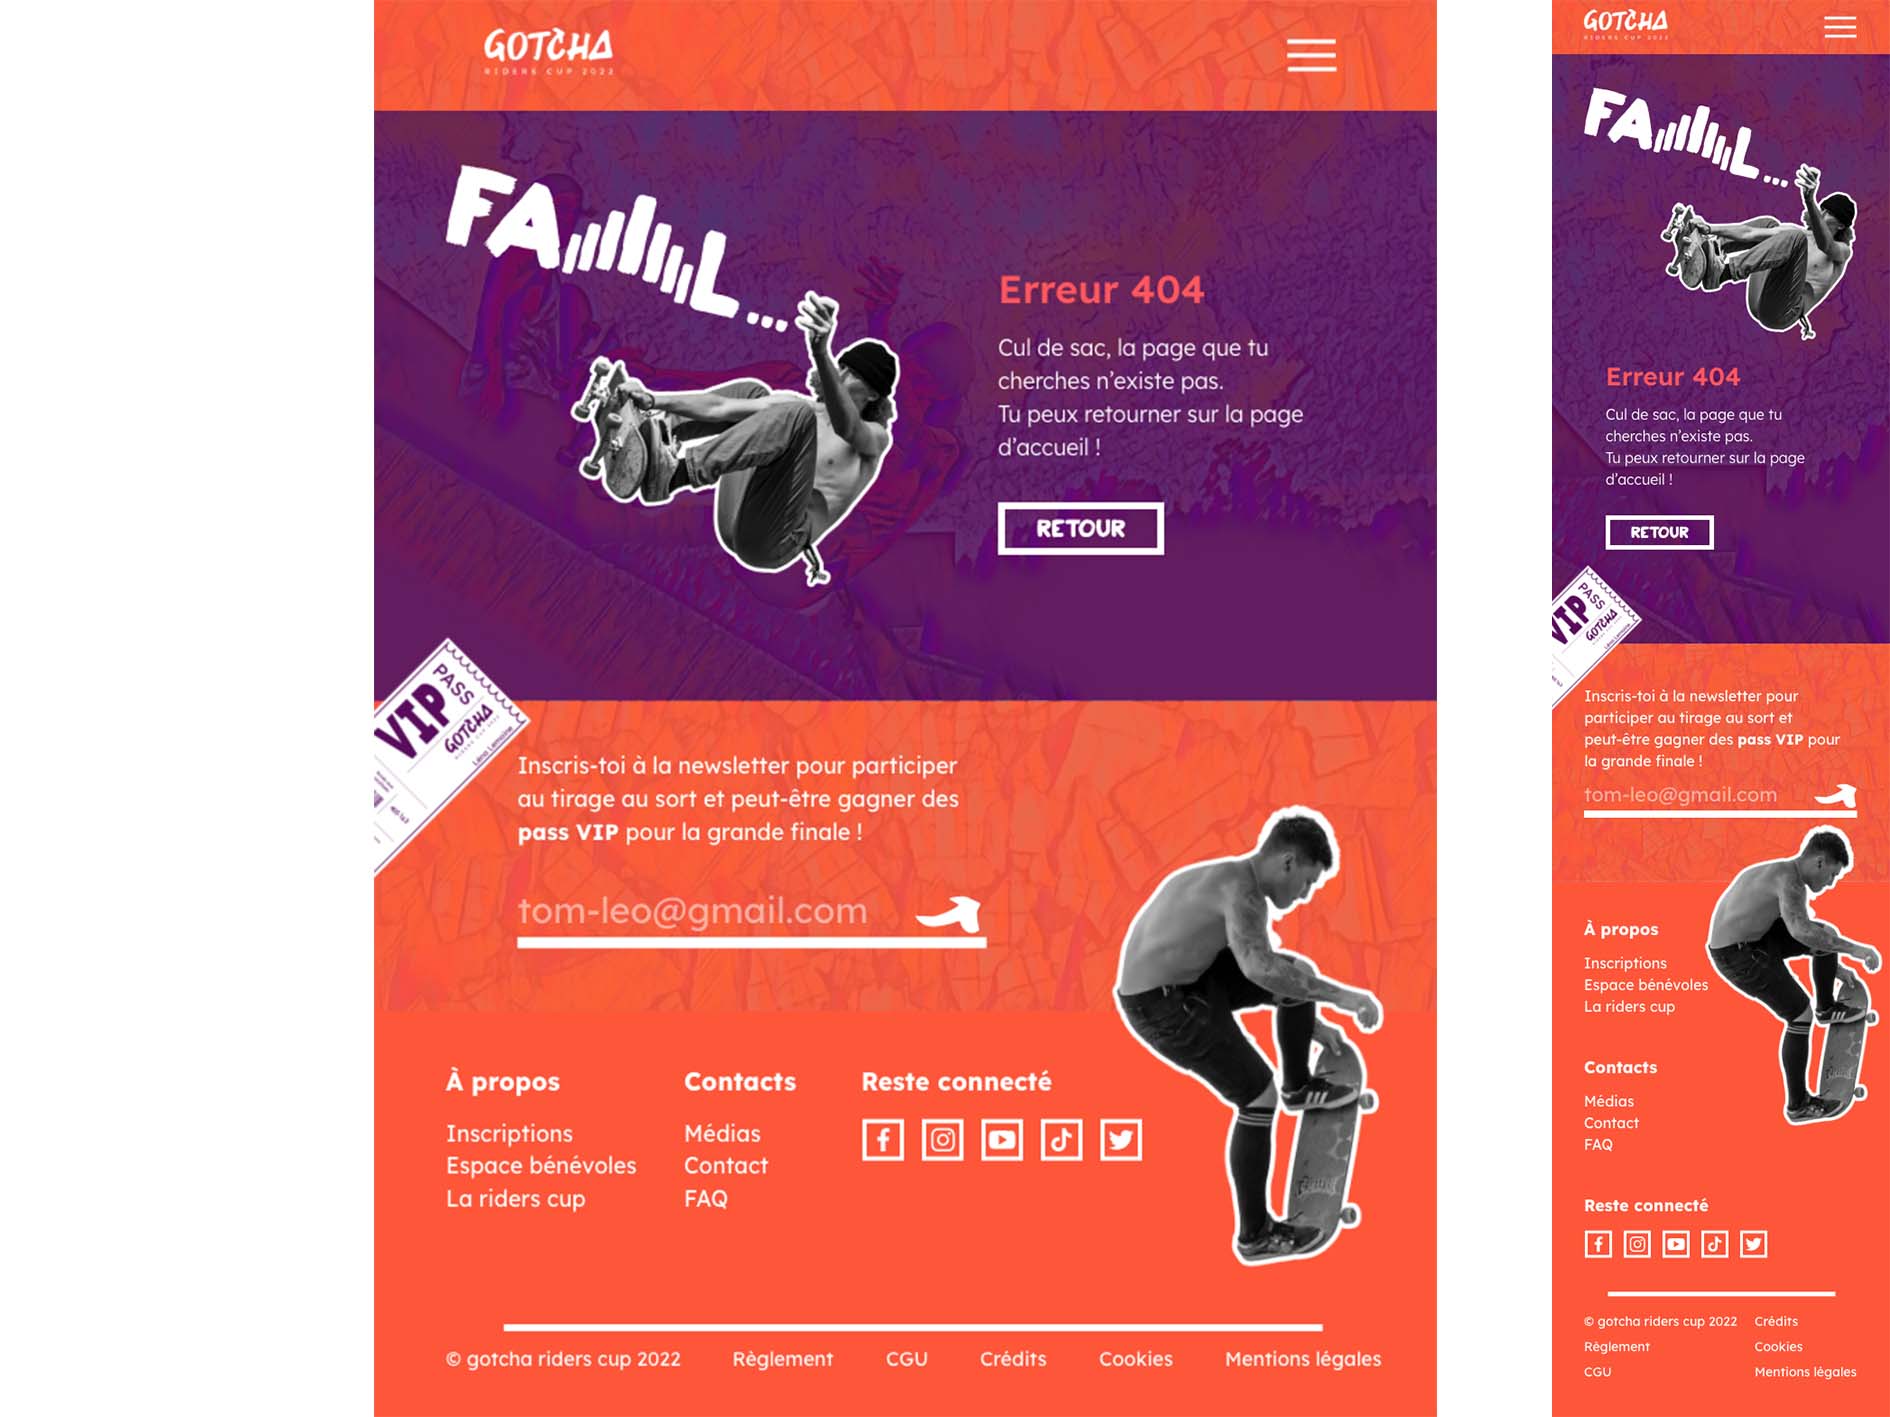 GOTCHA
RIDERS CUP 2022
FAIIIIIIIL...
Erreur 404
Cul de sac, la page que tu
cherches n’existe pas.
Tu peux retourner sur la page
d’accueil !
RETOUR
VIP
PASS
GOTCHA
RIDERS CUP 2022
Léna Lemoine
Inscris-toi à la newsletter pour participer
au tirage au sort et peut-être gagner des
pass VIP pour la grande finale !
tom-leo@gmail.com
À propos
Inscriptions
Espace bénévoles
La riders cup
Contacts
Médias
Contact
FAQ
Reste connecté
© gotcha riders cup 2022 Règlement CGU Crédits Cookies Mentions légales
GOTCHA
RIDERS CUP 2022
FAIIIIIIIL...
Erreur 404
Cul de sac, la page que tu
cherches n’existe pas.
Tu peux retourner sur la page
d’accueil !
RETOUR
VIP
PASS
GOTCHA
Inscris-toi à la newsletter pour
participer au tirage au sort et
peut-être gagner des pass VIP pour
la grande finale !
tom-leo@gmail.com
À propos
Inscriptions
Espace bénévoles
La riders cup
Contacts
Médias
Contact
FAQ
Reste connecté
© gotcha riders cup 2022 Crédits
Règlement Cookies
CGU Mentions légales